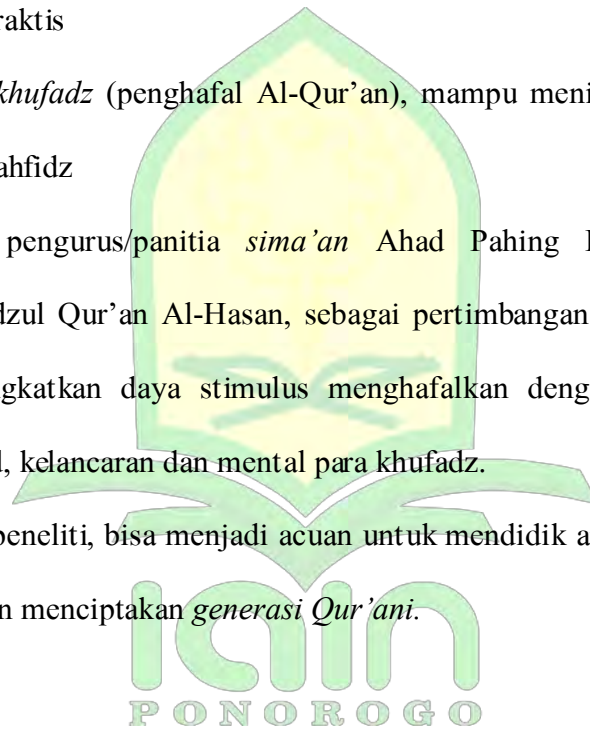 raktis
khufadz (penghafal Al-Qur’an), mampu meni
ahfidz
pengurus/panitia sima’an Ahad Pahing
dzul Qur’an Al-Hasan, sebagai pertimbangan
gkatkan daya stimulus menghafalkan deng
, kelancaran dan mental para khufadz.
peneliti, bisa menjadi acuan untuk mendidik a
n menciptakan generasi Qur’ani.
iain
PONOROGO